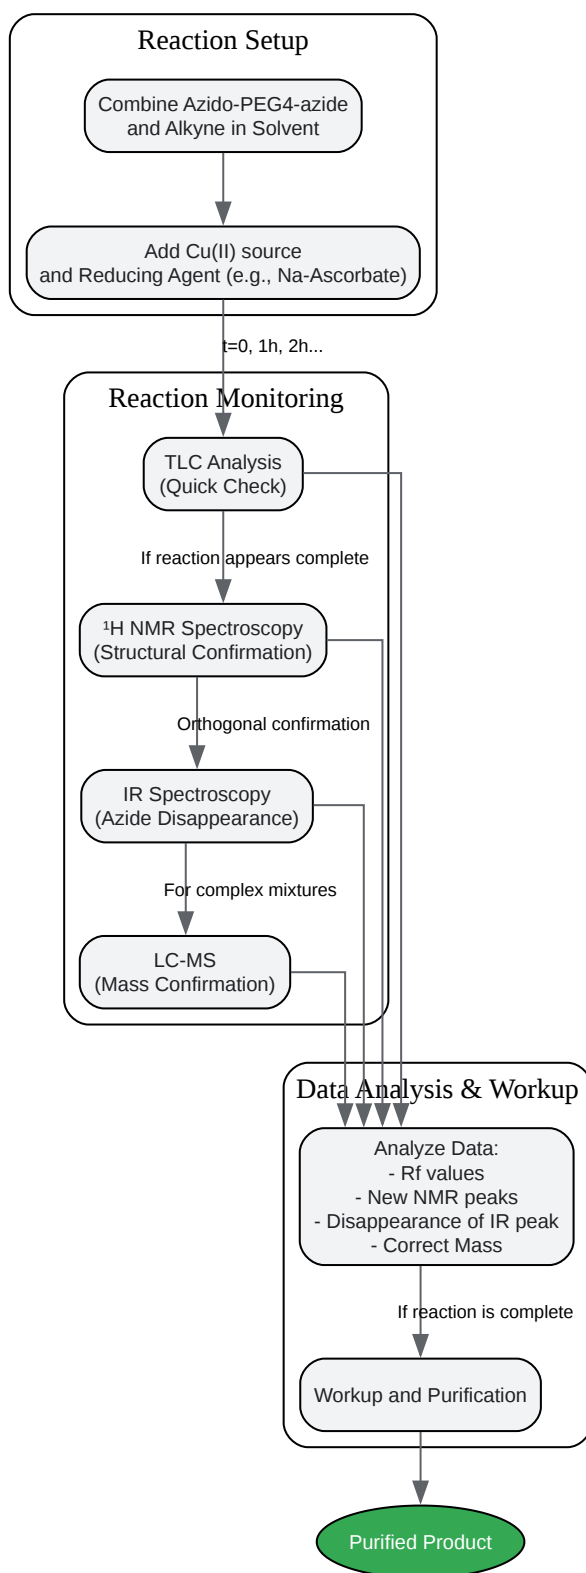 Reaction Setup
Combine Azido-PEG4-azide
and Alkyne in Solvent
Add Cu(II) source
and Reducing Agent (e.g., Na-Ascorbate)
t=0, 1h, 2h...
Reaction Monitoring
TLC Analysis
(Quick Check)
If reaction appears complete
¹H NMR Spectroscopy
(Structural Confirmation)
Orthogonal confirmation
IR Spectroscopy
(Azide Disappearance)
For complex mixtures
LC-MS
(Mass Confirmation)
Data Analysis & Workup
Analyze Data:
- Rf values
- New NMR peaks
- Disappearance of IR peak
- Correct Mass
If reaction is complete
Workup and Purification
Purified Product